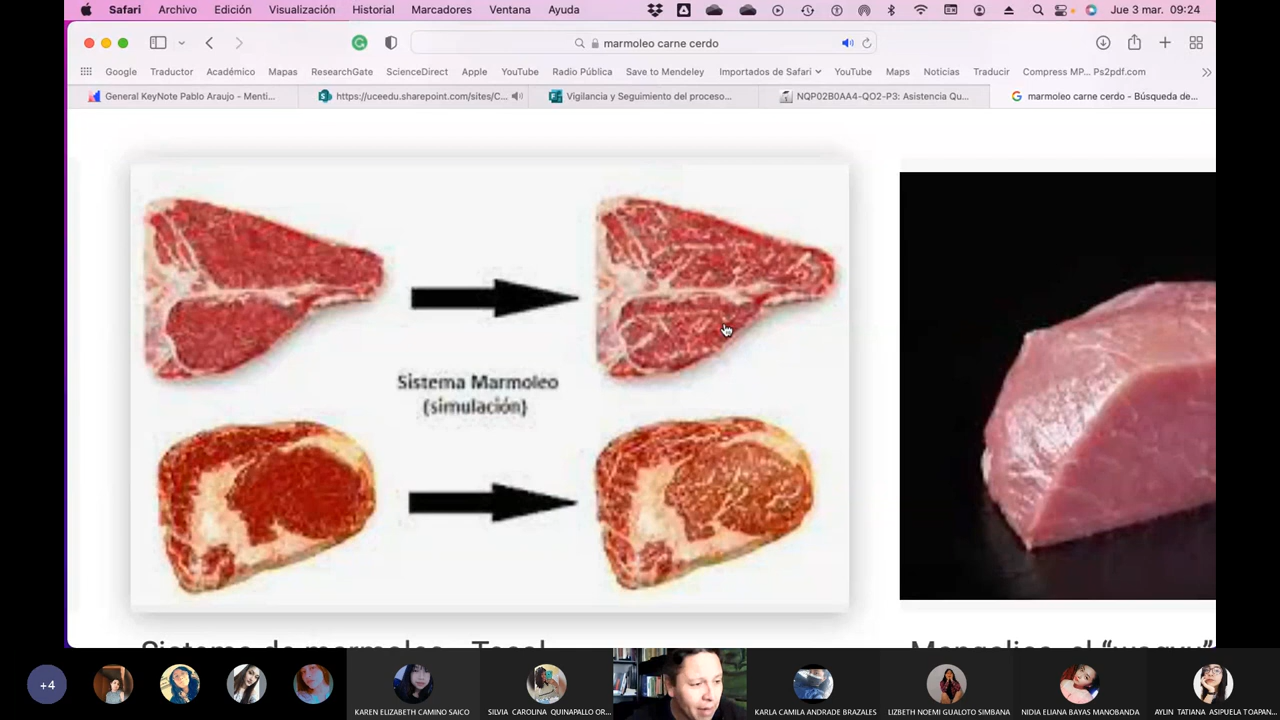 Safari Archivo Edición Visualización Historial Marcadores Ventana Ayuda Jue 3 mar. 09:24
marmoleo carne cerdo
Google Traductor Académico Mapas ResearchGate ScienceDirect Apple YouTube Radio Pública Save to Mendeley Importados de Safari YouTube Maps Noticias Traducir Compress MP... Ps2pdf.com
General KeyNote Pablo Araujo - Menti... https://uceedu.sharepoint.com/sites/C... Vigilancia y Seguimiento del proceso... NQP02B0AA4-QO2-P3: Asistencia Qu... marmoleo carne cerdo - Búsqueda de...
Sistema Marmoleo
(simulación)
Sistema de marmoleo
+4 KAREN ELIZABETH CAMINO SAICO SILVIA CAROLINA QUINAPALLO OR... KARLA CAMILA ANDRADE BRAZALES LIZBETH NOEMI GUALOTO SIMBANA NIDIA ELIANA BAYAS MANOBANDA AYLIN TATIANA ASIPUELA TOAPAN...